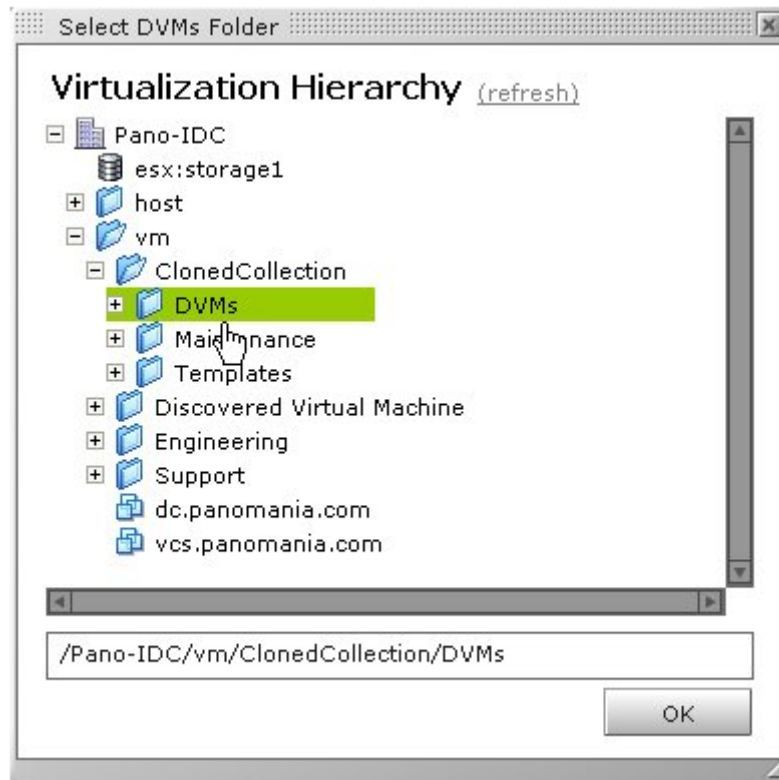 Select DVMs Folder
Virtualization Hierarchy (refresh)
Pano-IDC
esx:storage1
host
vm
ClonedCollection
DVMs
Templates
Discovered Virtual Machine
Engineering
Support
dc.panomania.com
vcs.panomania.com
/Pano-IDC/vm/ClonedCollection/DVMs
OK